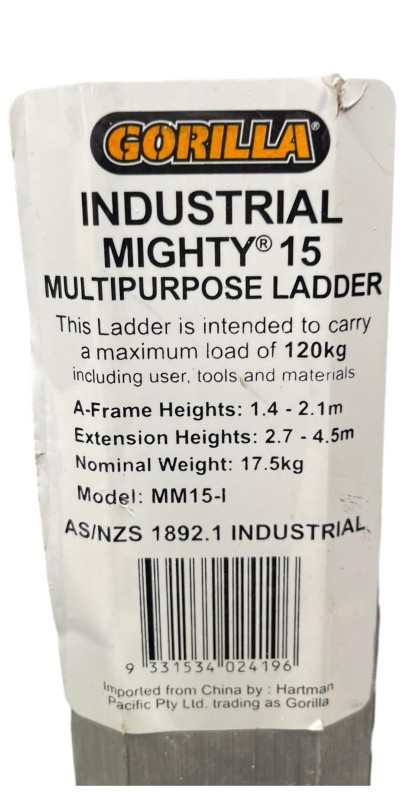 GORILLA®
INDUSTRIAL
MIGHTY® 15
MULTIPURPOSE LADDER
This Ladder is intended to carry
a maximum load of 120kg
including user, tools and materials
A-Frame Heights: 1.4 - 2.1m
Extension Heights: 2.7 - 4.5m
Nominal Weight: 17.5kg
Model: MM15-I
AS/NZS 1892.1 INDUSTRIAL
9 331534 024196
Imported from China by : Hartman
Pacific Pty Ltd. trading as Gorilla